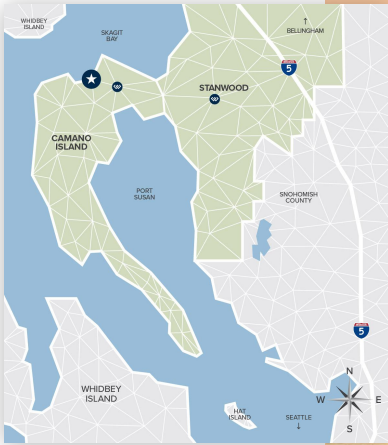 WHIDBEY
ISLAND
SKAGIT
BAY
↑
BELLINGHAM
5
STANWOOD
CAMANO
ISLAND
PORT
SUSAN
SNOHOMISH
COUNTY
5
WHIDBEY
ISLAND
HAT
ISLAND
SEATTLE
↓
N
W E
S